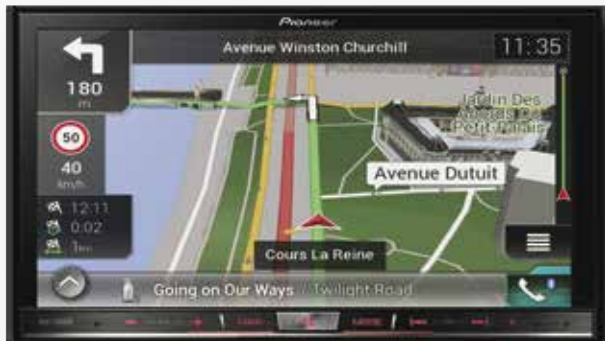 Pioneer
180
m
Avenue Winston Churchill
11:35
50
40
km/h
12:11
0:02
1km
Jardin Des
Petit-Palais
Avenue Dutuit
Cours La Reine
Going on Our Ways / Twilight Road
MODE